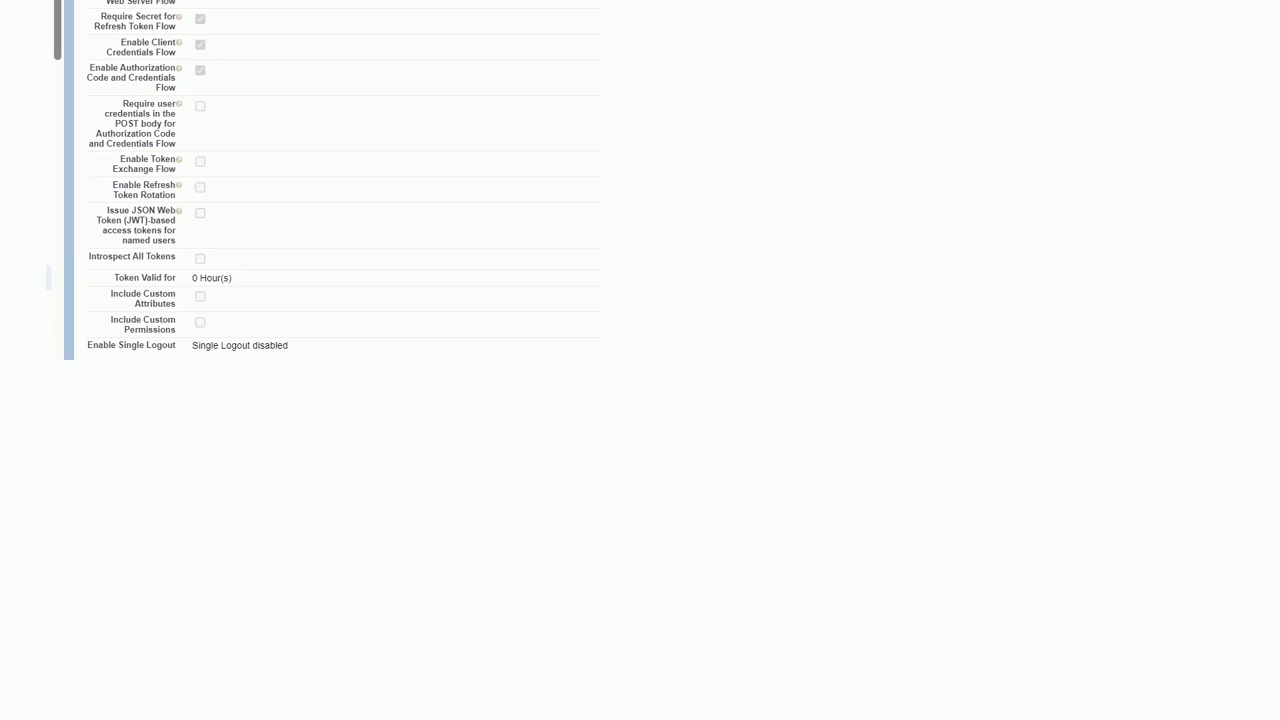 Web Server Flow
Require Secret for
Refresh Token Flow
Enable Client
Credentials Flow
Enable Authorization
Code and Credentials
Flow
Require user
credentials in the
POST body for
Authorization Code
and Credentials Flow
Enable Token
Exchange Flow
Enable Refresh
Token Rotation
Issue JSON Web
Token (JWT)-based
access tokens for
named users
Introspect All Tokens
Token Valid for 0 Hour(s)
Include Custom
Attributes
Include Custom
Permissions
Enable Single Logout Single Logout disabled